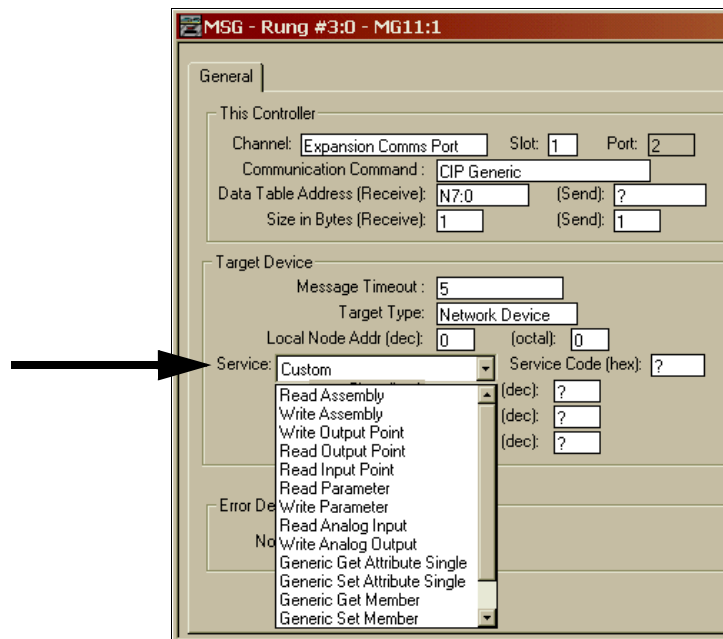 MSG - Rung #3:0 - MG11:1
General
This Controller
Channel: Expansion Comms Port Slot: 1 Port: 2
Communication Command : CIP Generic
Data Table Address (Receive): N7:0 (Send): ?
Size in Bytes (Receive): 1 (Send): 1
Target Device
Message Timeout : 5
Target Type: Network Device
Local Node Addr (dec): 0 (octal): 0
Service: Custom Service Code (hex): ?
Read Assembly (dec): ?
Write Assembly (dec): ?
Write Output Point
Read Output Point (dec): ?
Read Input Point
Read Parameter
Error De Write Parameter
Read Analog Input
No Write Analog Output
Generic Get Attribute Single
Generic Set Attribute Single
Generic Get Member
Generic Set Member